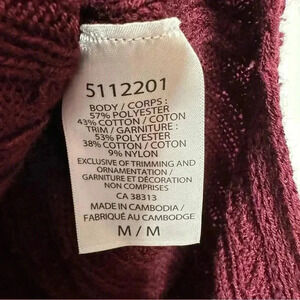 5112201
BODY / CORPS :
57% POLYESTER
43% COTTON / COTON
TRIM / GARNITURE :
53% POLYESTER
38% COTTON / COTON
9% NYLON
EXCLUSIVE OF TRIMMING AND
ORNAMENTATION /
GARNITURE ET DÉCORATION
NON COMPRISES
CA 38313
MADE IN CAMBODIA /
FABRIQUÉ AU CAMBODGE
M / M